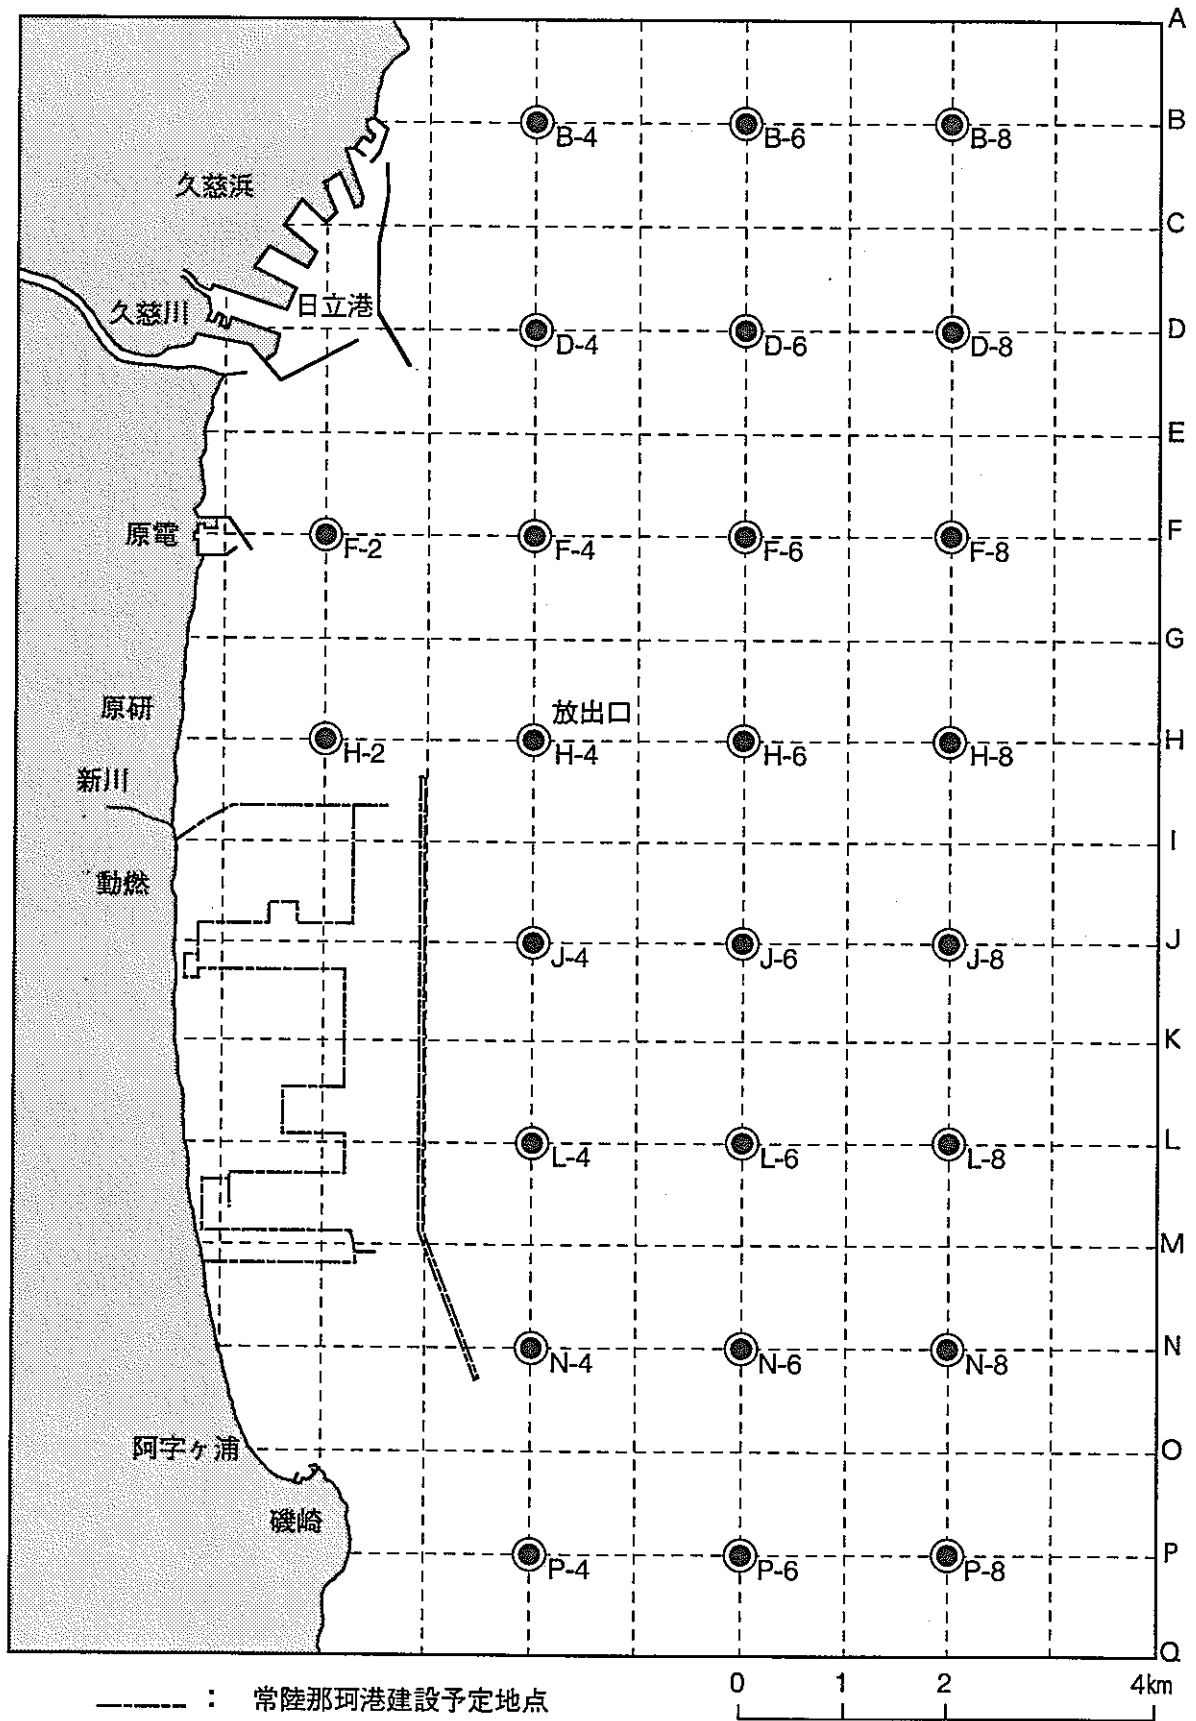 A
B-4 B-6 B-8 B
久慈浜
C
久慈川 日立港
D-4 D-6 D-8 D
E
原電 F-2 F-4 F-6 F-8 F
G
原研 放出口
H-2 H-4 H-6 H-8 H
新川
I
動燃
J-4 J-6 J-8 J
K
L-4 L-6 L-8 L
M
N-4 N-6 N-8 N
阿字ヶ浦 O
磯崎
P-4 P-6 P-8 P
Q
0 1 2 4km
: 常陸那珂港建設予定地点